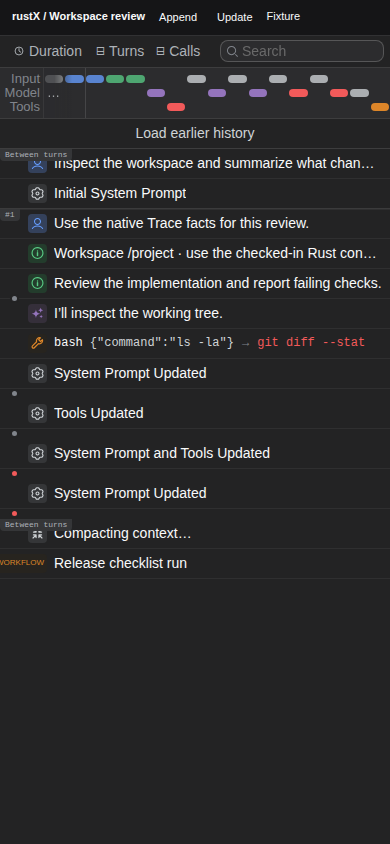 rustX / Workspace review Append Update Fixture
Duration Turns Calls Search
Input
Model ...
Tools
Load earlier history
Between turns
Inspect the workspace and summarize what chan…
Initial System Prompt
#1
Use the native Trace facts for this review.
Workspace /project · use the checked-in Rust con…
Review the implementation and report failing checks.
I’ll inspect the working tree.
bash {"command":"ls -la"} → git diff --stat
System Prompt Updated
Tools Updated
System Prompt and Tools Updated
System Prompt Updated
Between turns
Compacting context…
WORKFLOW Release checklist run